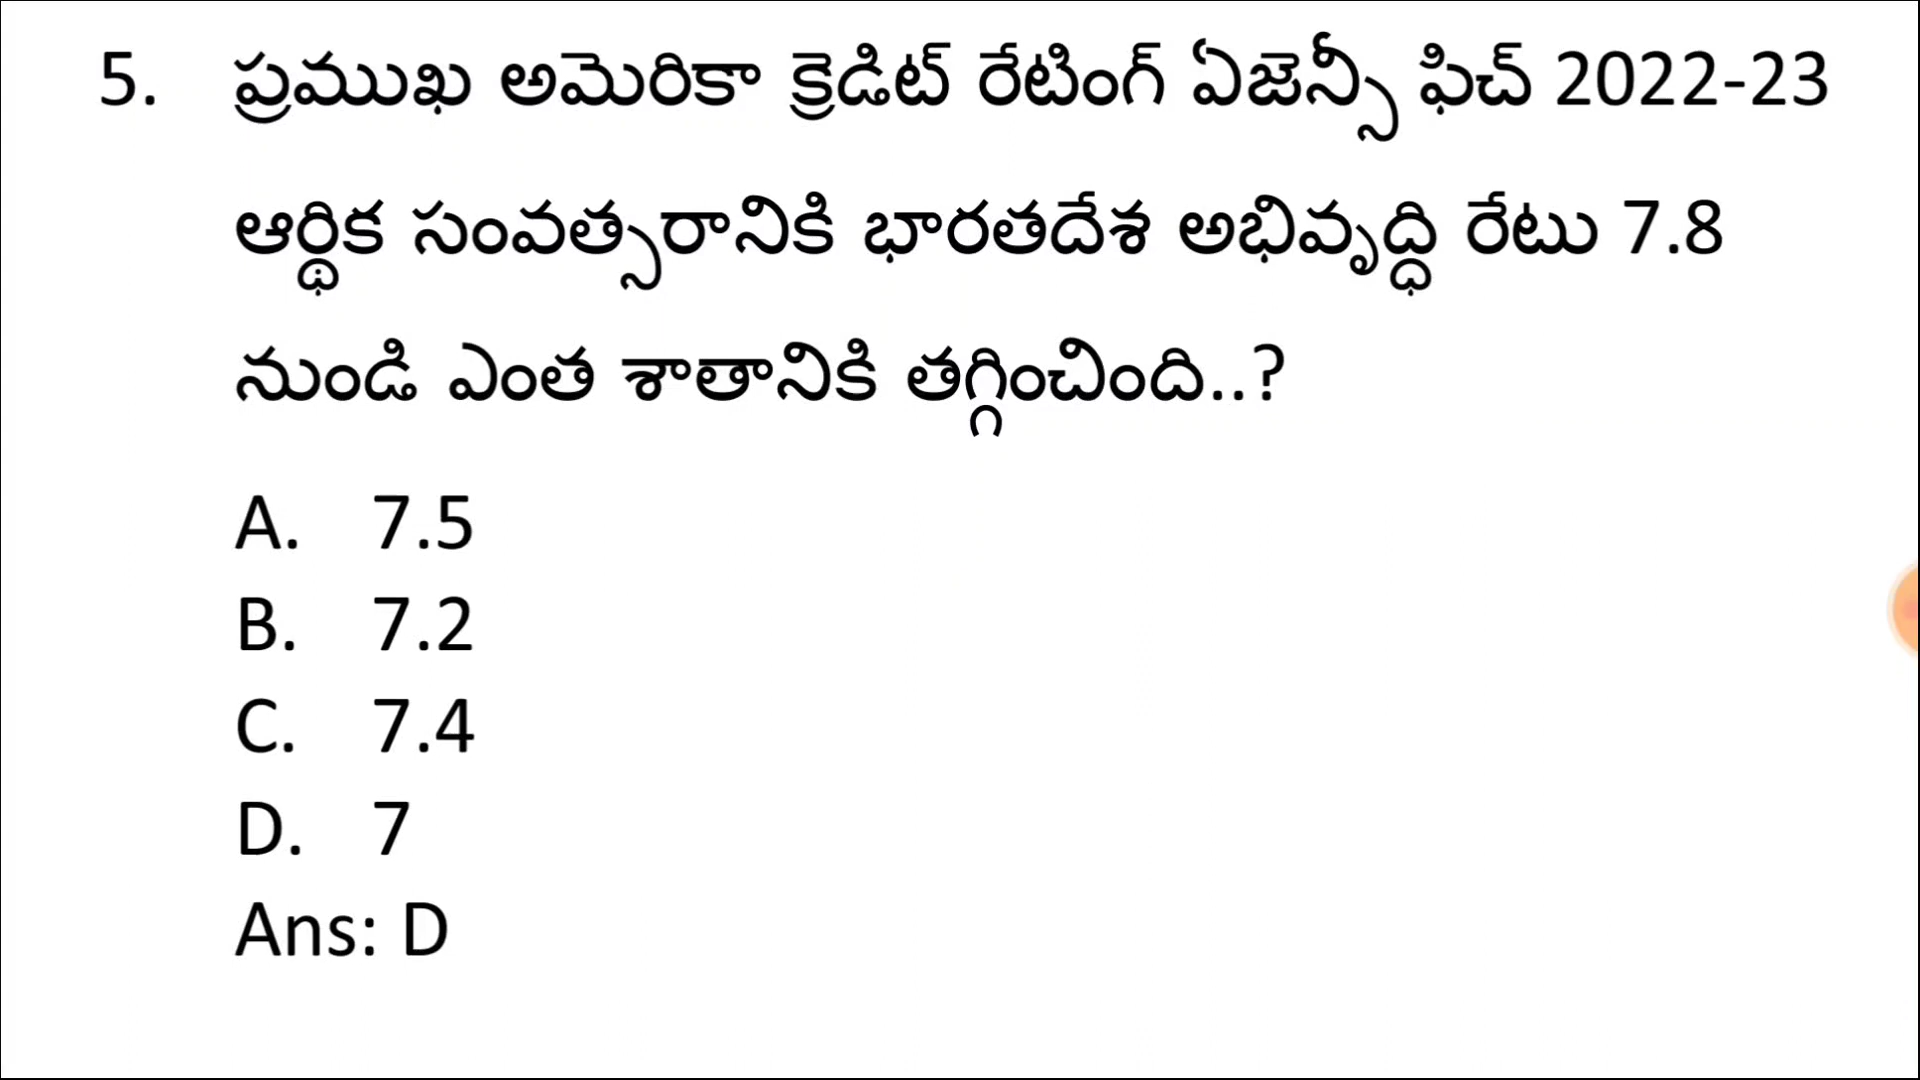 5. ప్రముఖ అమెరికా క్రెడిట్ రేటింగ్ ఏజెన్సీ ఫిచ్ 2022-23
ఆర్థిక సంవత్సరానికి భారతదేశ అభివృద్ధి రేటు 7.8
నుండి ఎంత శాతానికి తగ్గించింది..?
A. 7.5
B. 7.2
C. 7.4
D. 7
Ans: D